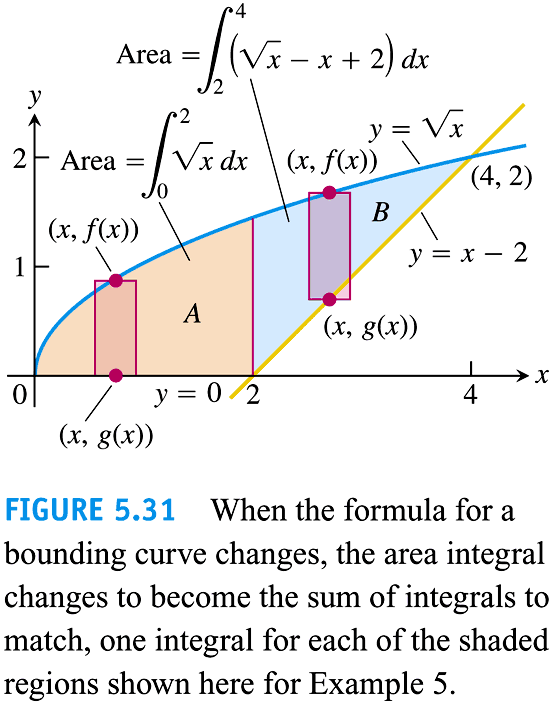 Area = ∫₂⁴ (√x − x + 2) dx
y
y = √x
2
Area = ∫₀² √x dx
(x, f(x))
(4, 2)
(x, f(x))
B
y = x − 2
1
A
(x, g(x))
x
0
y = 0
2
4
(x, g(x))
FIGURE 5.31 When the formula for a
bounding curve changes, the area integral
changes to become the sum of integrals to
match, one integral for each of the shaded
regions shown here for Example 5.